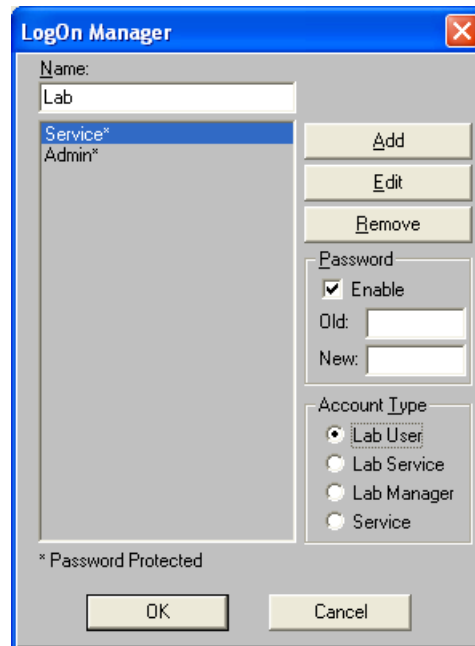 LogOn Manager
Name:
Lab
Service*
Admin*
Add
Edit
Remove
Password
Enable
Old:
New:
Account Type
Lab User
Lab Service
Lab Manager
Service
* Password Protected
OK
Cancel